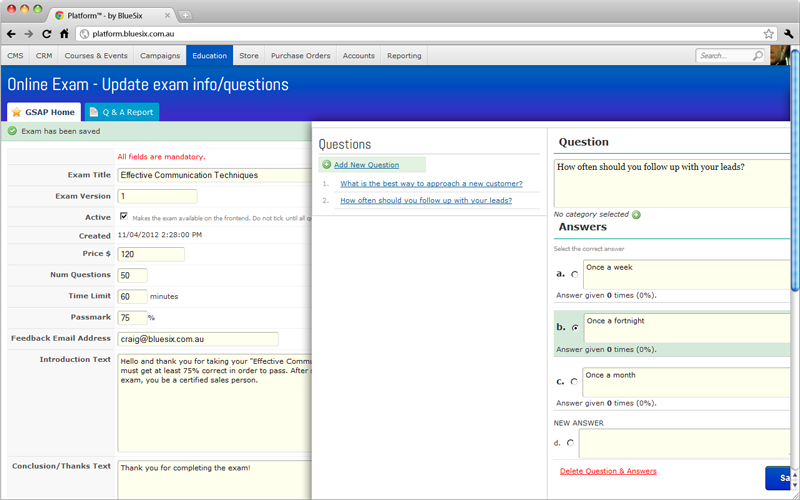 Platform™ - by BlueSix
platform.bluesix.com.au
CMS CRM Courses & Events Campaigns Education Store Purchase Orders Accounts Reporting Search...
Online Exam - Update exam info/questions
GSAP Home Q & A Report
Exam has been saved
All fields are mandatory.
Exam Title Effective Communication Techniques
Exam Version 1
Active Makes the exam available on the frontend. Do not tick until all
Created 11/04/2012 2:28:00 PM
Price $ 120
Num Questions 50
Time Limit 60 minutes
Passmark 75 %
Feedback Email Address craig@bluesix.com.au
Introduction Text Hello and thank you for taking your "Effective Commu
must get at least 75% correct in order to pass. After
exam, you be a certified sales person.
Conclusion/Thanks Text Thank you for completing the exam!
Questions
Add New Question
1. What is the best way to approach a new customer?
2. How often should you follow up with your leads?
Question
How often should you follow up with your leads?
No category selected
Answers
Select the correct answer
a. Once a week
Answer given 0 times (0%).
b. Once a fortnight
Answer given 0 times (0%).
c. Once a month
Answer given 0 times (0%).
NEW ANSWER
d.
Delete Question & Answers Sa